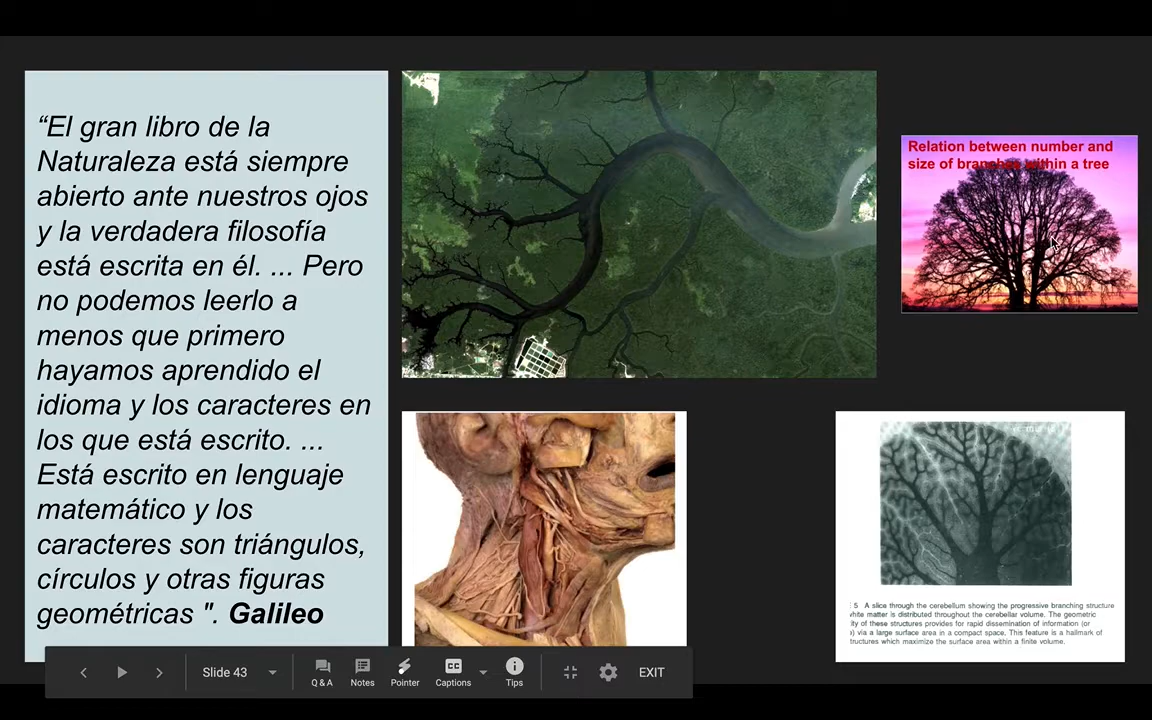 “El gran libro de la
Naturaleza está siempre
abierto ante nuestros ojos
y la verdadera filosofía
está escrita en él. ... Pero
no podemos leerlo a
menos que primero
hayamos aprendido el
idioma y los caracteres en
los que está escrito. ...
Está escrito en lenguaje
matemático y los
caracteres son triángulos,
círculos y otras figuras
geométricas ". Galileo
Relation between number and
size of branches within a tree
5 A slice through the cerebellum showing the progressive branching structure
white matter is distributed throughout the cerebellar volume. The geometric
ity of these structures provides for rapid dissemination of information (or
) via a large surface area in a compact space. This feature is a hallmark of
tructures which maximize the surface area within a finite volume.
Slide 43
Q & A
Notes
Pointer
CC
Captions
Tips
EXIT